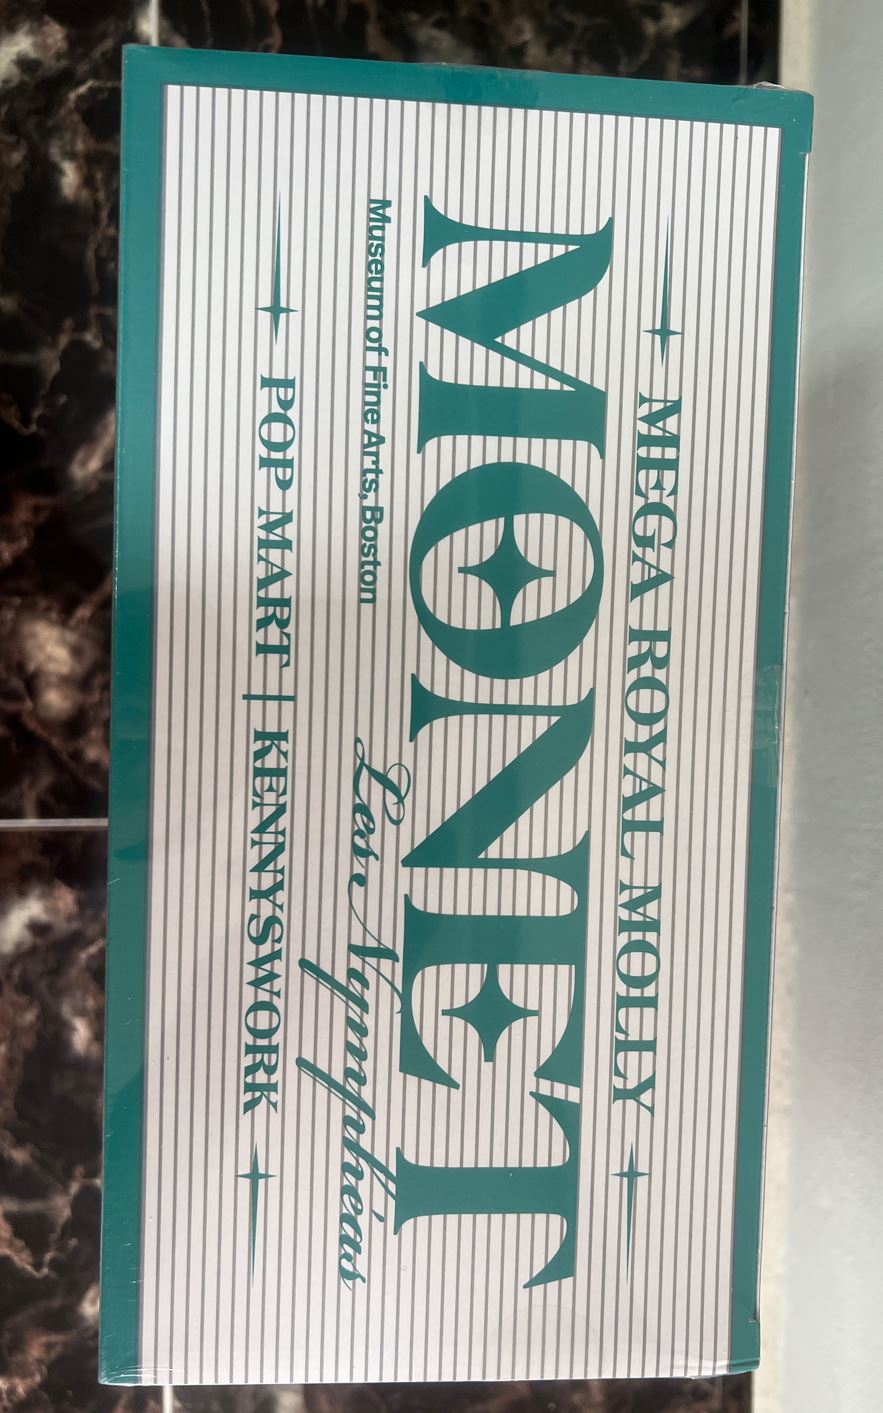 MEGA ROYAL MOLLY
MONET
Museum of Fine Arts, Boston
Les Nymphéas
POP MART | KENNYSWORK